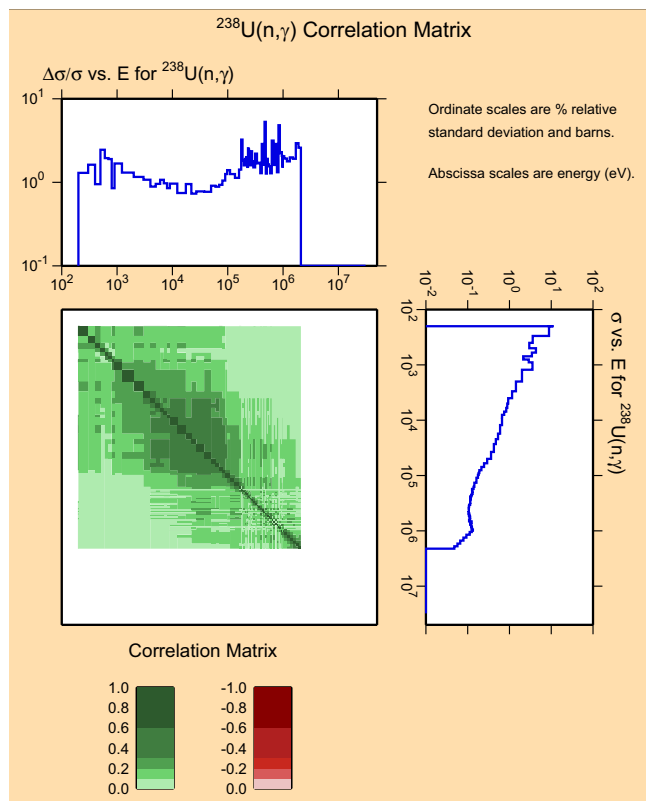 ²³⁸U(n,γ) Correlation Matrix
Δσ/σ vs. E for ²³⁸U(n,γ)
10¹
10⁰
10⁻¹
10² 10³ 10⁴ 10⁵ 10⁶ 10⁷
Ordinate scales are % relative
standard deviation and barns.
Abscissa scales are energy (eV).
10⁻² 10⁻¹ 10⁰ 10¹ 10²
10²
10³
10⁴
10⁵
10⁶
10⁷
σ vs. E for ²³⁸U(n,γ)
Correlation Matrix
1.0
0.8
0.6
0.4
0.2
0.0
-1.0
-0.8
-0.6
-0.4
-0.2
0.0